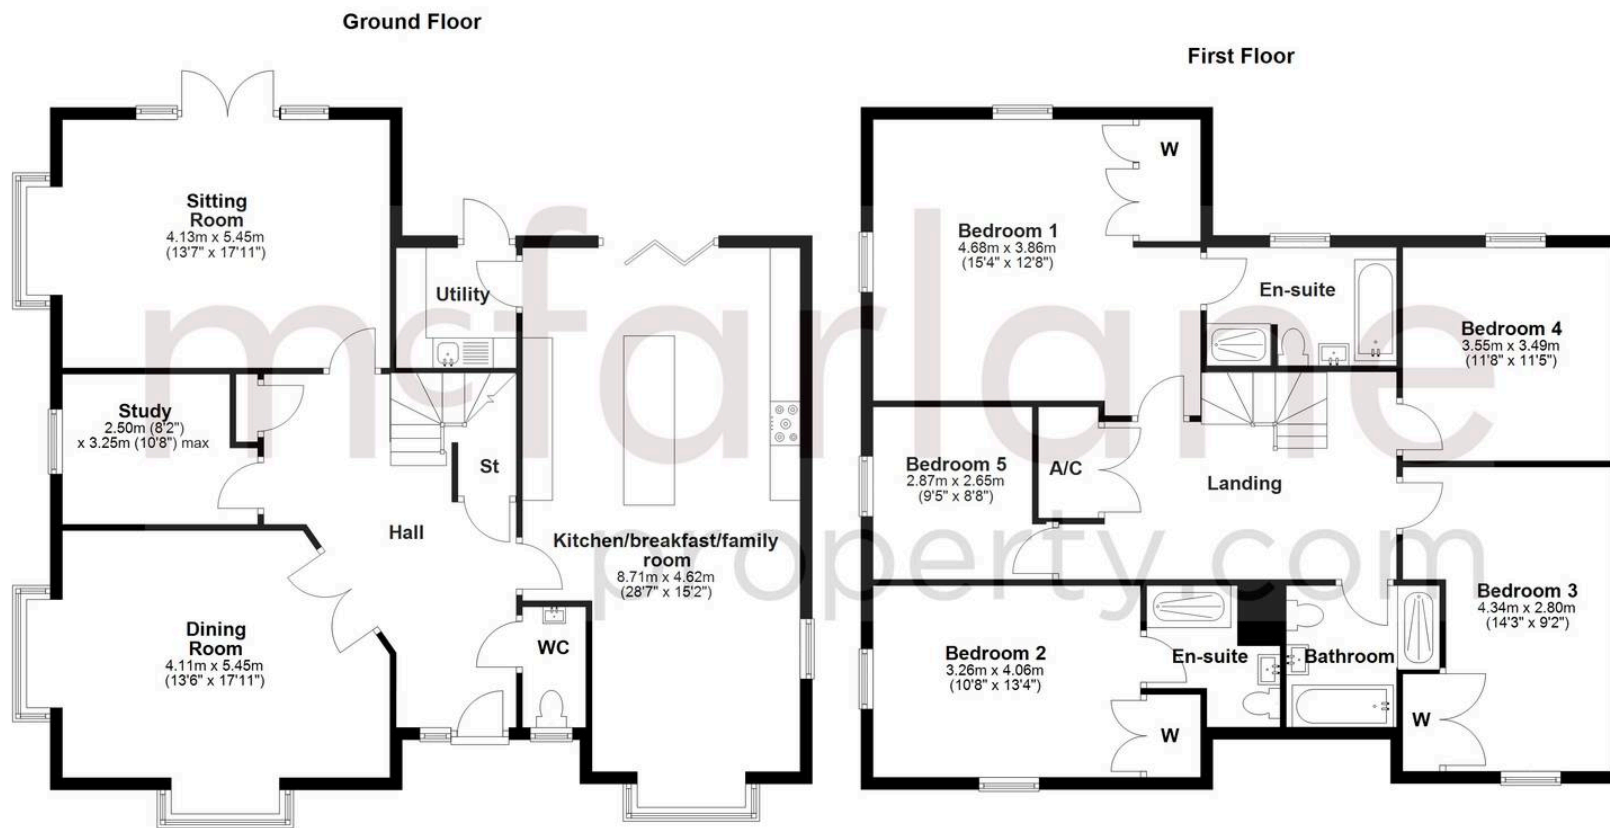 Ground Floor
Sitting
Room
4.13m x 5.45m
(13'7" x 17'11")
Utility
Study
2.50m (8'2")
x 3.25m (10'8") max
St
Hall
Kitchen/breakfast/family
room
8.71m x 4.62m
(28'7" x 15'2")
Dining
Room
4.11m x 5.45m
(13'6" x 17'11")
WC
First Floor
W
Bedroom 1
4.68m x 3.86m
(15'4" x 12'8")
En-suite
Bedroom 4
3.55m x 3.49m
(11'8" x 11'5")
Bedroom 5
2.87m x 2.65m
(9'5" x 8'8")
A/C
Landing
Bedroom 3
4.34m x 2.80m
(14'3" x 9'2")
Bedroom 2
3.26m x 4.06m
(10'8" x 13'4")
En-suite
Bathroom
W
W
mcfarlane
property.com